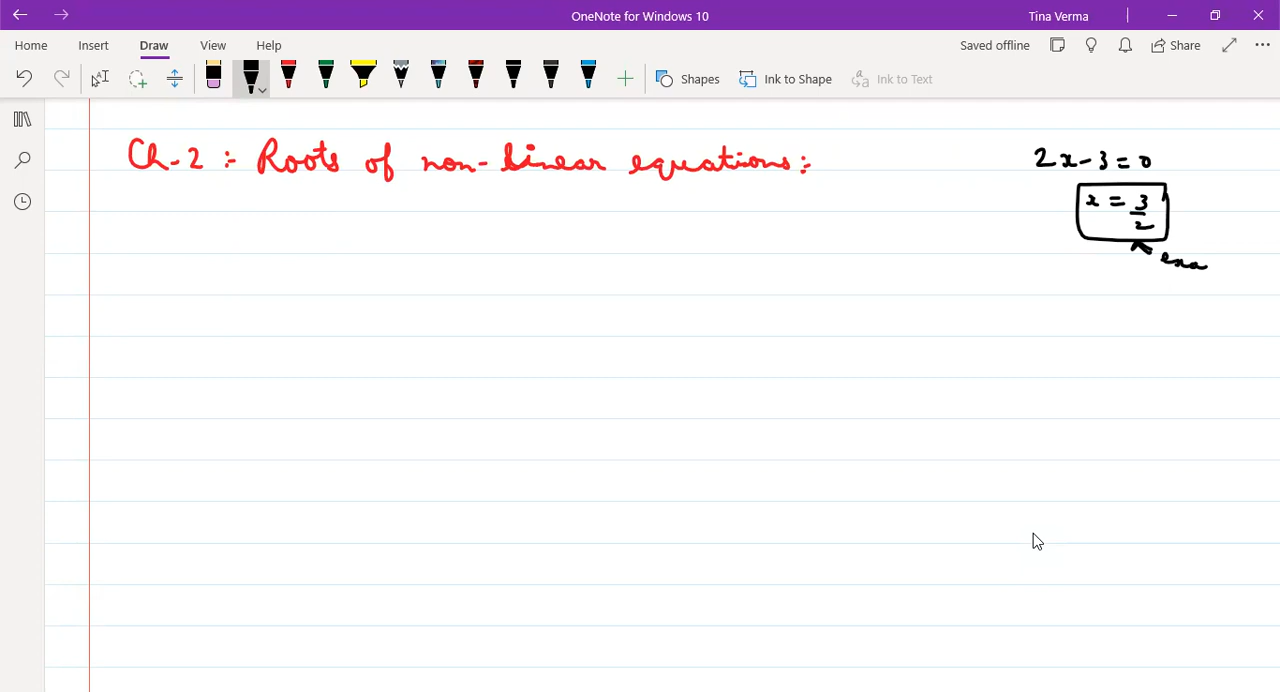 OneNote for Windows 10
Tina Verma
Home Insert Draw View Help
Saved offline
Share
Shapes
Ink to Shape
Ink to Text
Ch-2 :- Roots of non-linear equations :-
2x-3=0
x = 3/2
exa